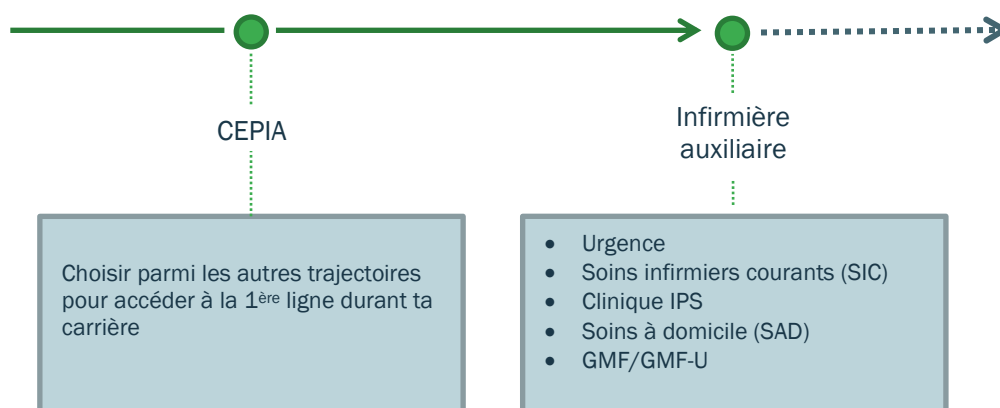 CEPIA
Infirmière
auxiliaire
Choisir parmi les autres trajectoires
pour accéder à la 1ère ligne durant ta
carrière
• Urgence
• Soins infirmiers courants (SIC)
• Clinique IPS
• Soins à domicile (SAD)
• GMF/GMF-U